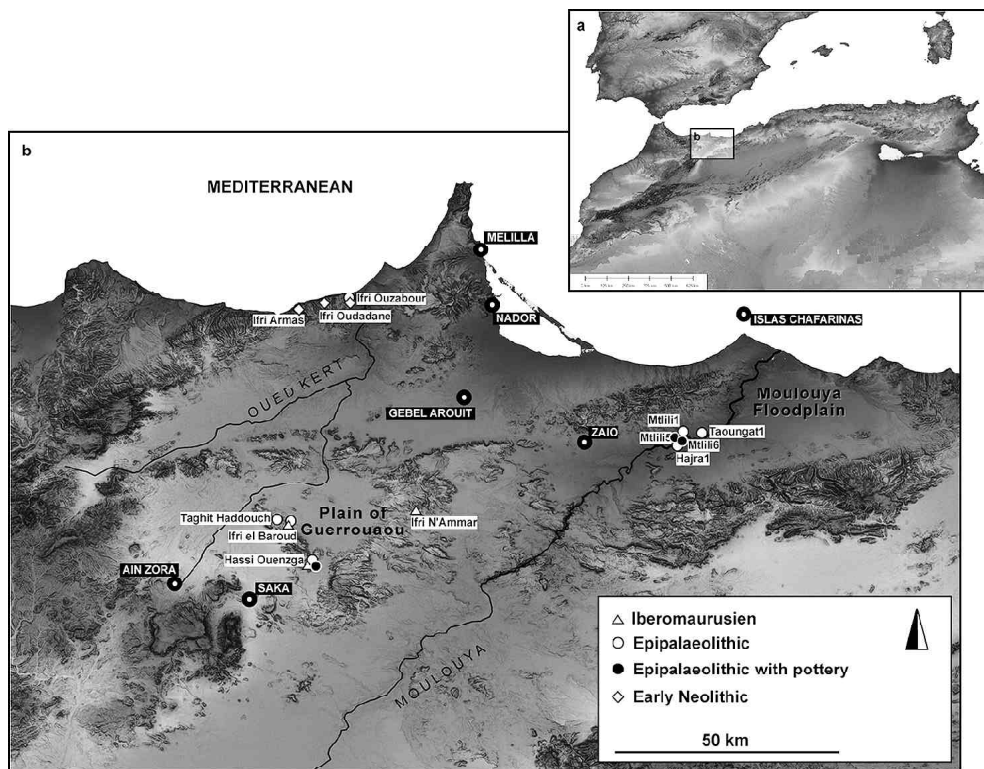 a
b
b
MEDITERRANEAN
MELILLA
Ifri Ouzabour
Ifri Armas
Ifri Oudadane
NADOR
ISLAS CHAFARINAS
OUED KERT
GEBEL AROUIT
Moulouya
Floodplain
Mtlili1
Taoungat1
ZAIO
Mtlili5
Mtlili6
Hajra1
Taghit Haddouch
Plain of
Guerrouaou
Ifri N'Ammar
Ifri el Baroud
Hassi Ouenzga
AIN ZORA
SAKA
MOULOUYA
Iberomaurusien
Epipalaeolithic
Epipalaeolithic with pottery
Early Neolithic
50 km